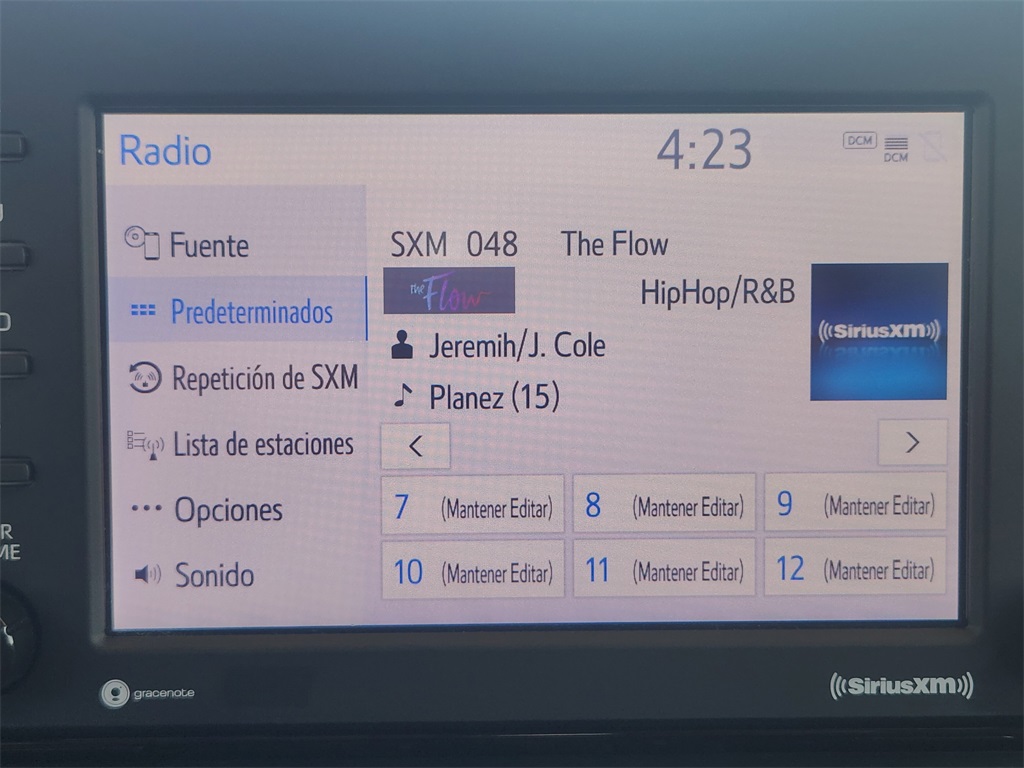 Radio
4:23
DCM
DCM
Fuente
SXM 048 The Flow
the Flow
HipHop/R&B
SiriusXM
Predeterminados
Jeremih/J. Cole
Repetición de SXM
Planez (15)
Lista de estaciones
<
>
Opciones
7 (Mantener Editar)
8 (Mantener Editar)
9 (Mantener Editar)
Sonido
10 (Mantener Editar)
11 (Mantener Editar)
12 (Mantener Editar)
R
ME
gracenote
SiriusXM